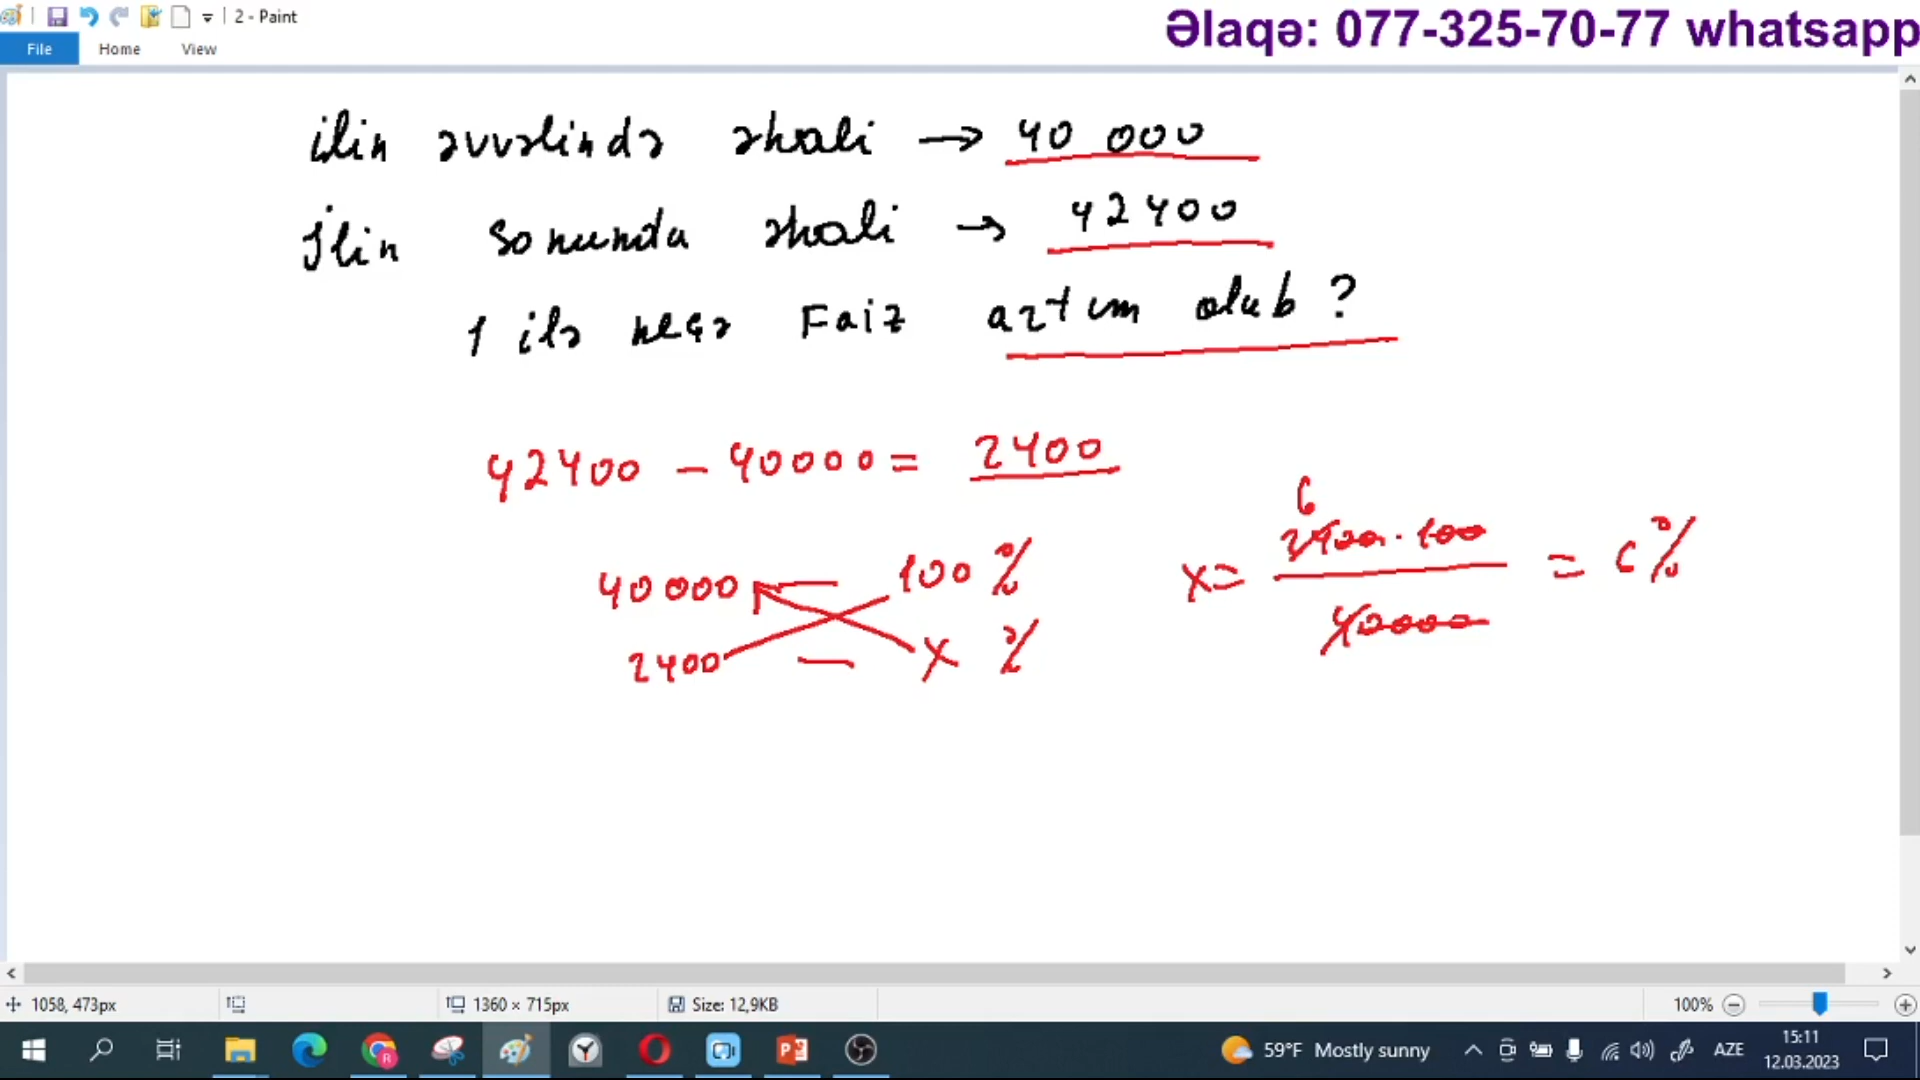 2 - Paint
Əlaqə: 077-325-70-77 whatsapp
File Home View
ilin əvvəlində əhali → 40 000
İlin sonunda əhali → 42400
1 ilə neçə Faiz artım olub?
42400 - 40000 = 2400
6
40000 — 100 %
x = 2400 · 100 / 40000 = 6 %
2400 — x %
1058, 473px 1360 × 715px Size: 12,9KB 100%
59°F Mostly sunny AZE 15:11
12.03.2023